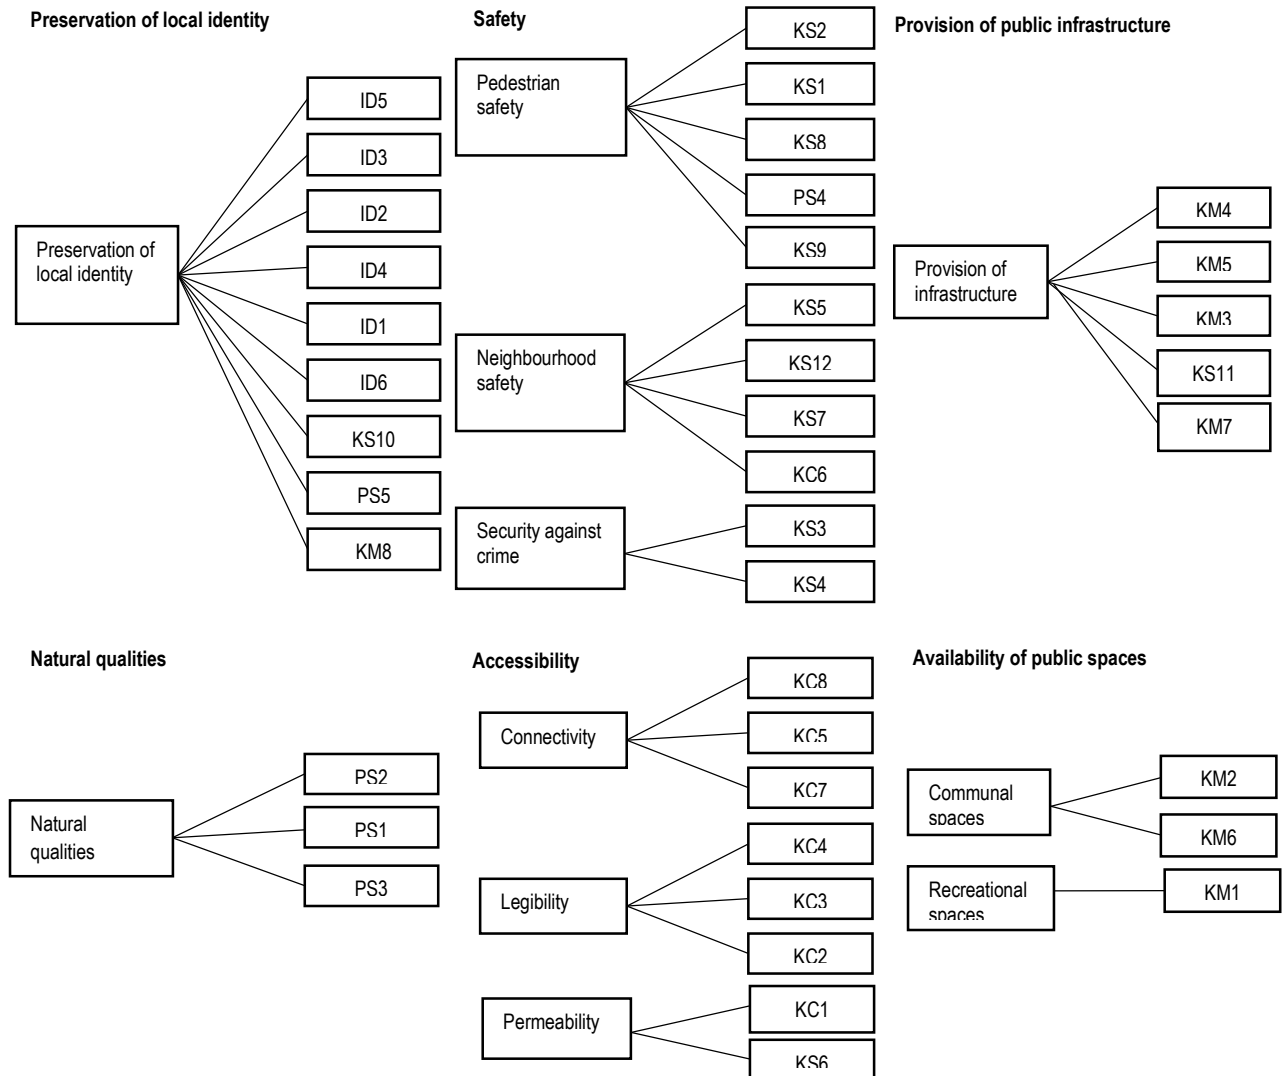 Preservation of local identity
Preservation of
local identity
ID5
ID3
ID2
ID4
ID1
ID6
KS10
PS5
KM8
Safety
Pedestrian
safety
KS2
KS1
KS8
PS4
KS9
Neighbourhood
safety
KS5
KS12
KS7
KC6
Security against
crime
KS3
KS4
Provision of public infrastructure
Provision of
infrastructure
KM4
KM5
KM3
KS11
KM7
Natural qualities
Natural
qualities
PS2
PS1
PS3
Accessibility
Connectivity
KC8
KC5
KC7
Legibility
KC4
KC3
KC2
Permeability
KC1
KS6
Availability of public spaces
Communal
spaces
KM2
KM6
Recreational
spaces
KM1